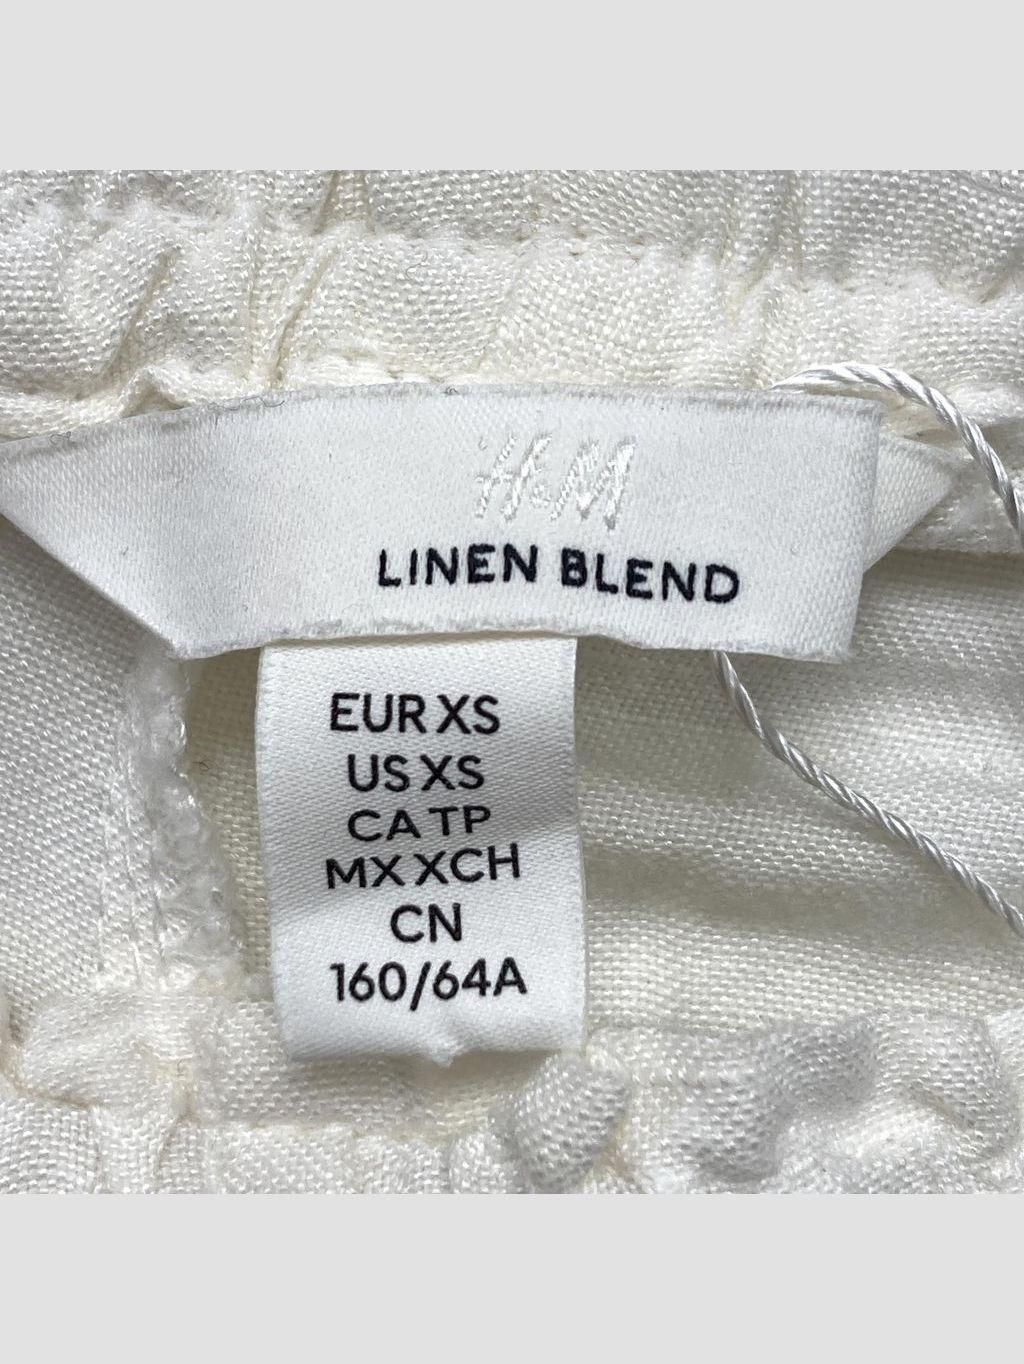 H&M
LINEN BLEND
EUR XS
US XS
CA TP
MX XCH
CN
160/64A